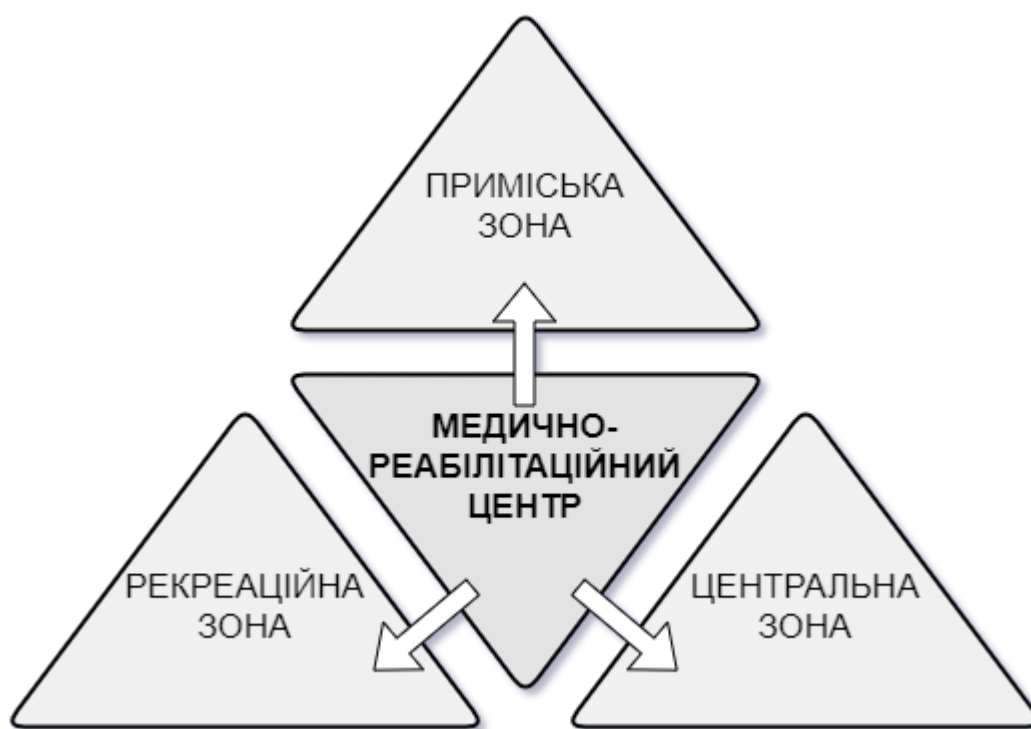 ПРИМІСЬКА
ЗОНА
МЕДИЧНО-
РЕАБІЛІТАЦІЙНИЙ
ЦЕНТР
РЕКРЕАЦІЙНА
ЗОНА
ЦЕНТРАЛЬНА
ЗОНА